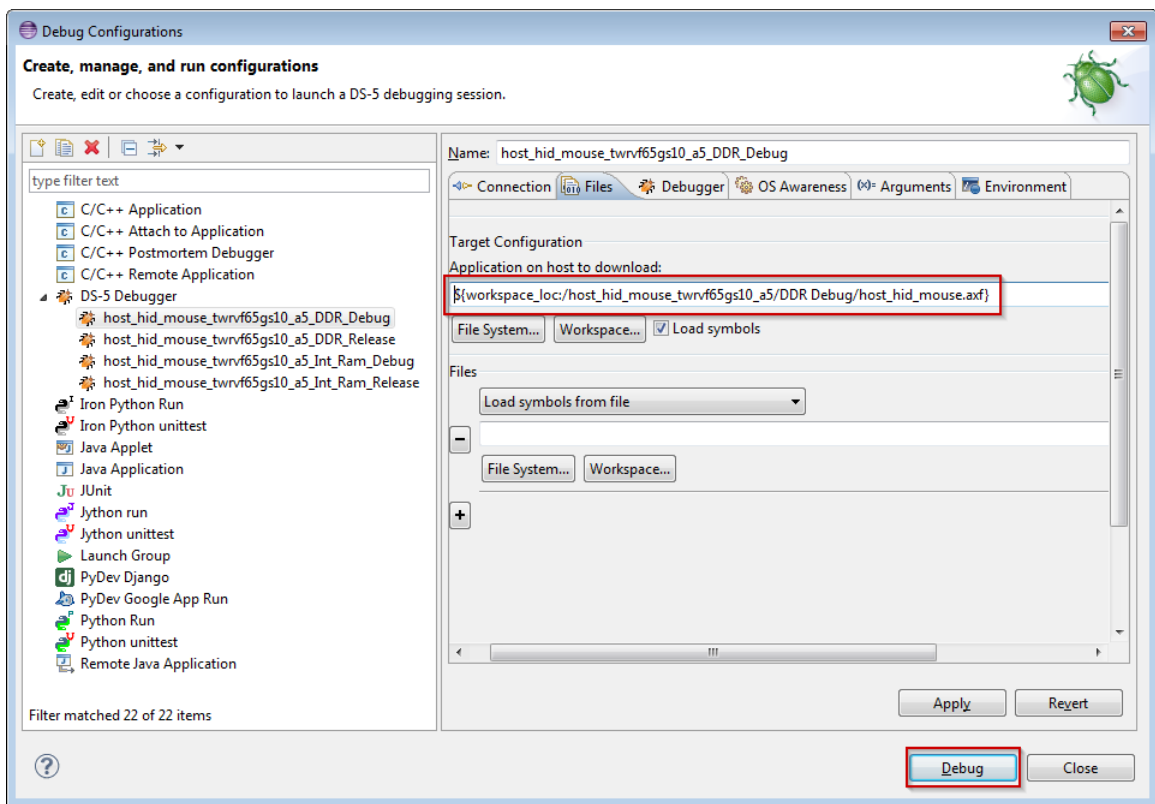 Debug Configurations
Create, manage, and run configurations
Create, edit or choose a configuration to launch a DS-5 debugging session.
type filter text
C/C++ Application
C/C++ Attach to Application
C/C++ Postmortem Debugger
C/C++ Remote Application
DS-5 Debugger
host_hid_mouse_twrvf65gs10_a5_DDR_Debug
host_hid_mouse_twrvf65gs10_a5_DDR_Release
host_hid_mouse_twrvf65gs10_a5_Int_Ram_Debug
host_hid_mouse_twrvf65gs10_a5_Int_Ram_Release
Iron Python Run
Iron Python unittest
Java Applet
Java Application
JUnit
Jython run
Jython unittest
Launch Group
PyDev Django
PyDev Google App Run
Python Run
Python unittest
Remote Java Application
Filter matched 22 of 22 items
Name: host_hid_mouse_twrvf65gs10_a5_DDR_Debug
Connection Files Debugger OS Awareness Arguments Environment
Target Configuration
Application on host to download:
${workspace_loc:/host_hid_mouse_twrvf65gs10_a5/DDR Debug/host_hid_mouse.axf}
File System... Workspace... Load symbols
Files
Load symbols from file
File System... Workspace...
Apply Revert
Debug Close